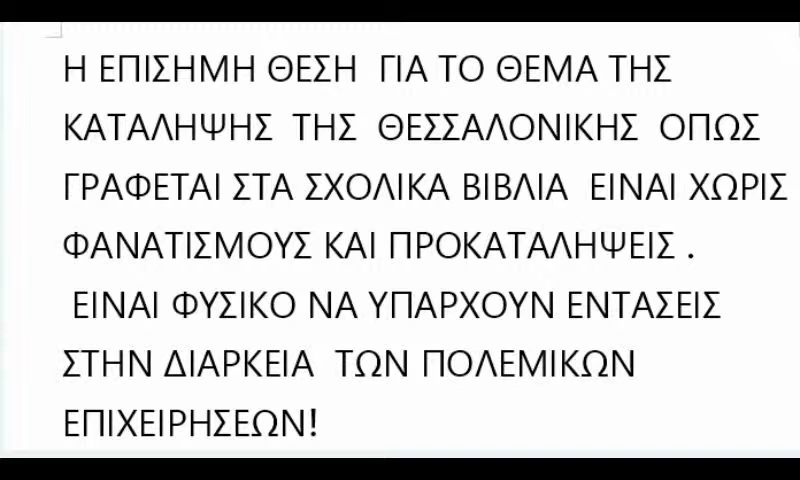 Η ΕΠΙΣΗΜΗ ΘΕΣΗ ΓΙΑ ΤΟ ΘΕΜΑ ΤΗΣ
ΚΑΤΑΛΗΨΗΣ ΤΗΣ ΘΕΣΣΑΛΟΝΙΚΗΣ ΟΠΩΣ
ΓΡΑΦΕΤΑΙ ΣΤΑ ΣΧΟΛΙΚΑ ΒΙΒΛΙΑ ΕΙΝΑΙ ΧΩΡΙΣ
ΦΑΝΑΤΙΣΜΟΥΣ ΚΑΙ ΠΡΟΚΑΤΑΛΗΨΕΙΣ .
ΕΙΝΑΙ ΦΥΣΙΚΟ ΝΑ ΥΠΑΡΧΟΥΝ ΕΝΤΑΣΕΙΣ
ΣΤΗΝ ΔΙΑΡΚΕΙΑ ΤΩΝ ΠΟΛΕΜΙΚΩΝ
ΕΠΙΧΕΙΡΗΣΕΩΝ!